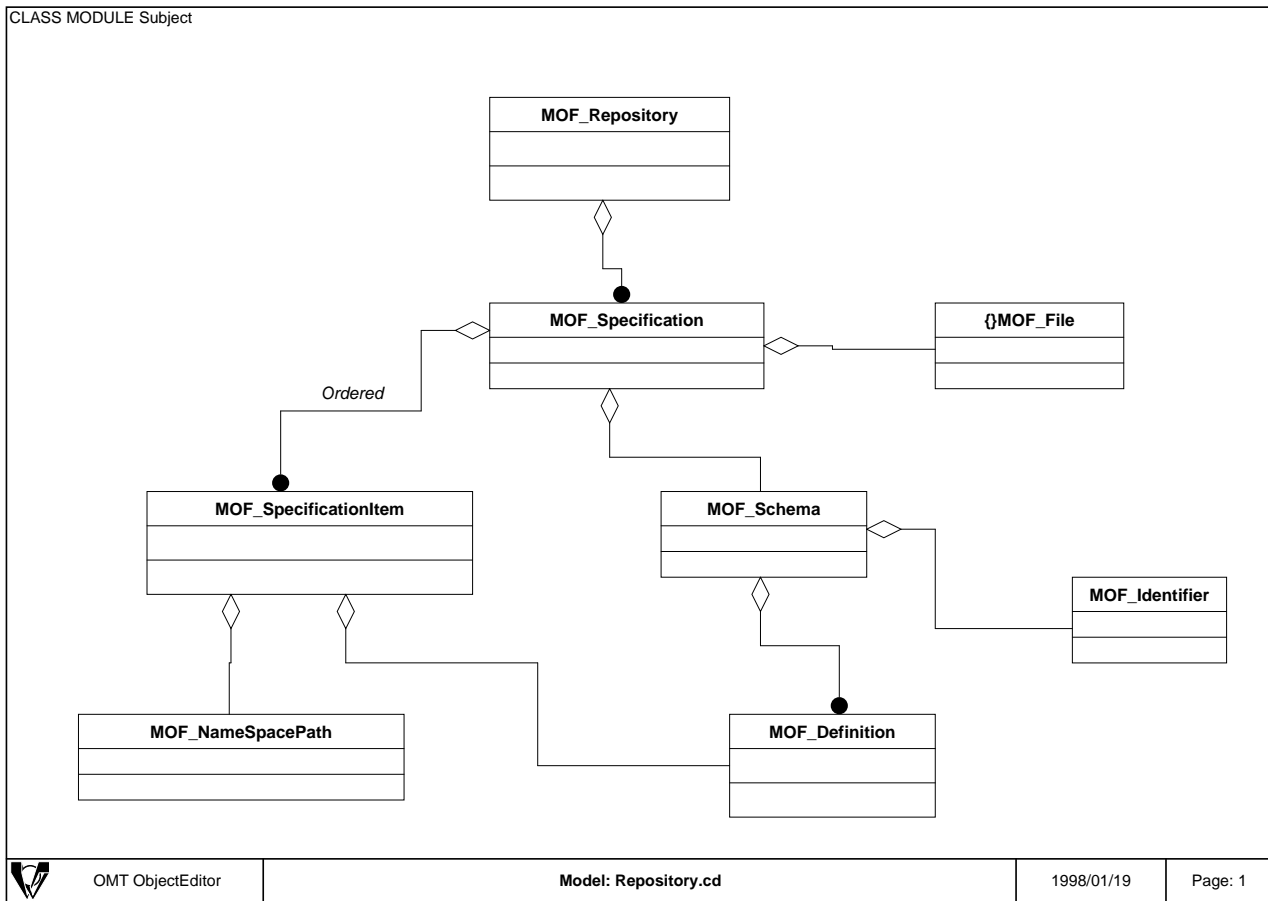 CLASS MODULE Subject
MOF_Repository
MOF_Specification
{}MOF_File
Ordered
MOF_SpecificationItem
MOF_Schema
MOF_Identifier
MOF_NameSpacePath
MOF_Definition
OMT ObjectEditor
Model: Repository.cd
1998/01/19
Page: 1